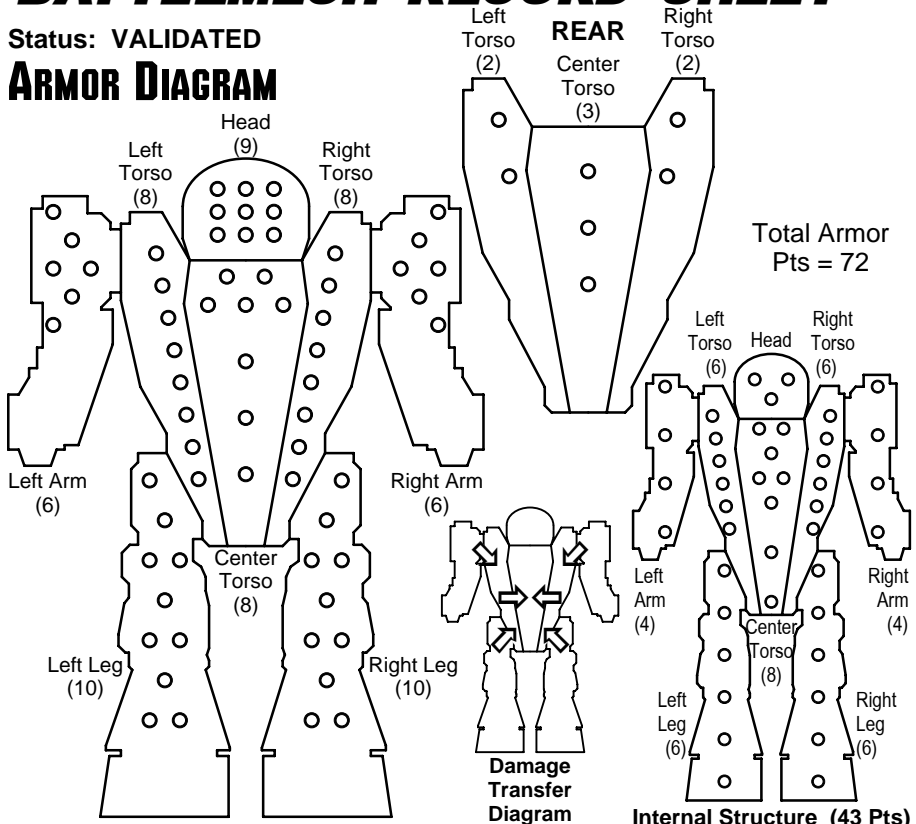 BATTLEMECH RECORD SHEET
Status: VALIDATED
ARMOR DIAGRAM
Head
(9)
Left
Torso
(8)
Right
Torso
(8)
Left Arm
(6)
Right Arm
(6)
Center
Torso
(8)
Left Leg
(10)
Right Leg
(10)
Left
Torso
(2)
REAR
Center
Torso
(3)
Right
Torso
(2)
Total Armor
Pts = 72
Left
Torso
(6)
Head
Right
Torso
(6)
Left
Arm
(4)
Right
Arm
(4)
Center
Torso
(8)
Left
Leg
(6)
Right
Leg
(6)
Damage
Transfer
Diagram
Internal Structure (43 Pts)